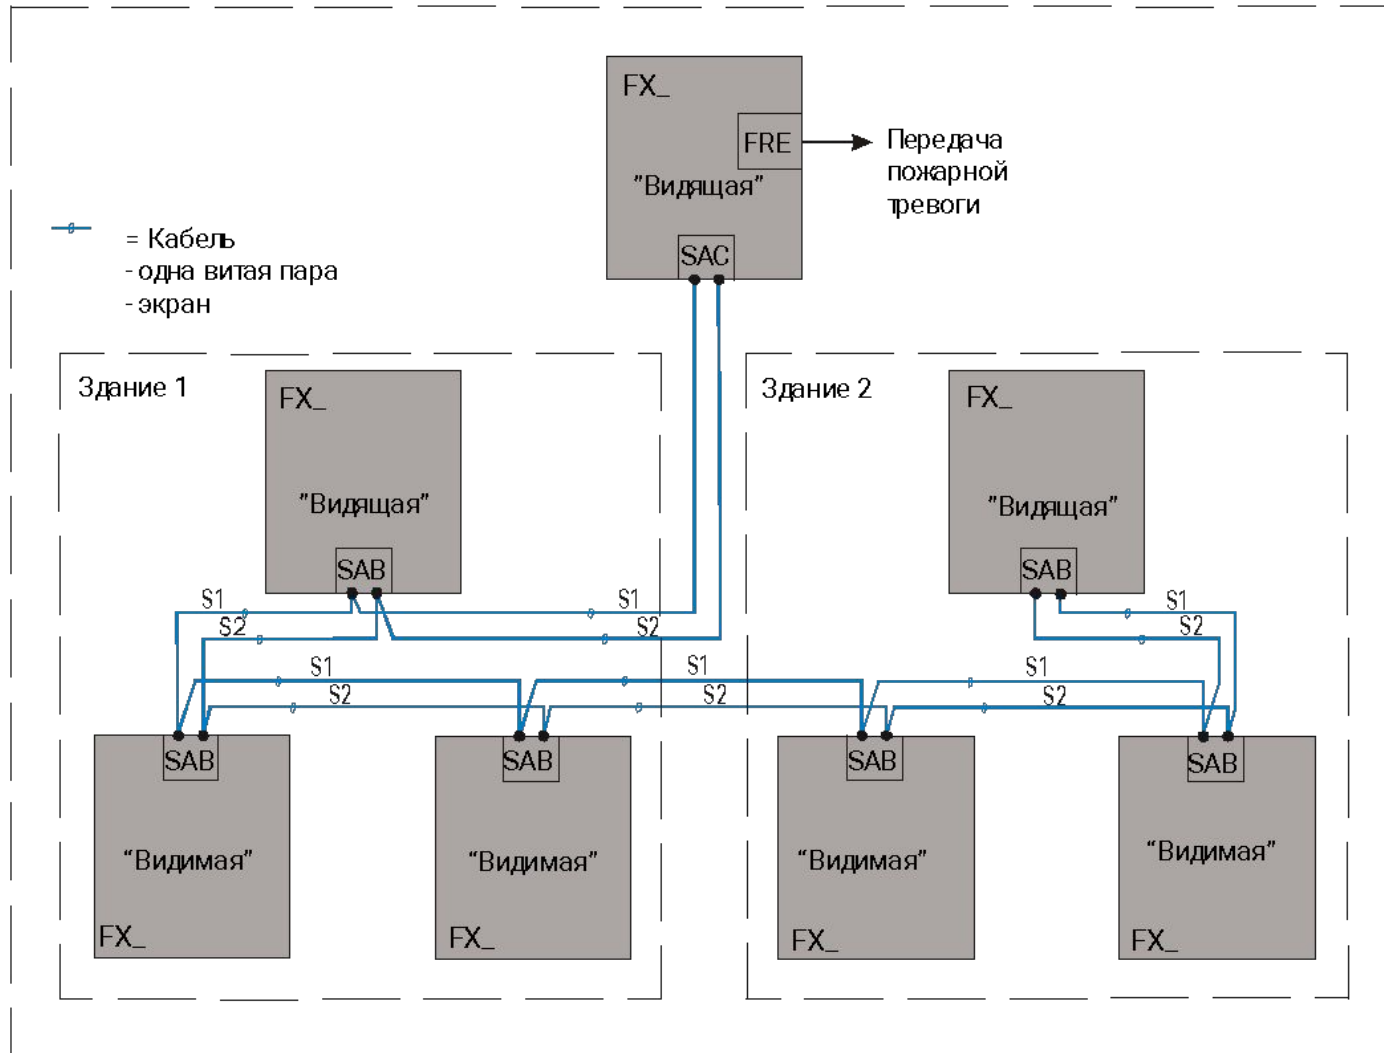 FX_
FRE
"Видящая"
SAC
Передача
пожарной
тревоги
= Кабель
- одна витая пара
- экран
Здание 1
FX_
"Видящая"
SAB
Здание 2
FX_
"Видящая"
SAB
S1
S1
S1
S2
S2
S2
S1
S1
S1
S2
S2
S2
SAB
SAB
SAB
SAB
“Видимая”
“Видимая”
“Видимая”
“Видимая”
FX_
FX_
FX_
FX_